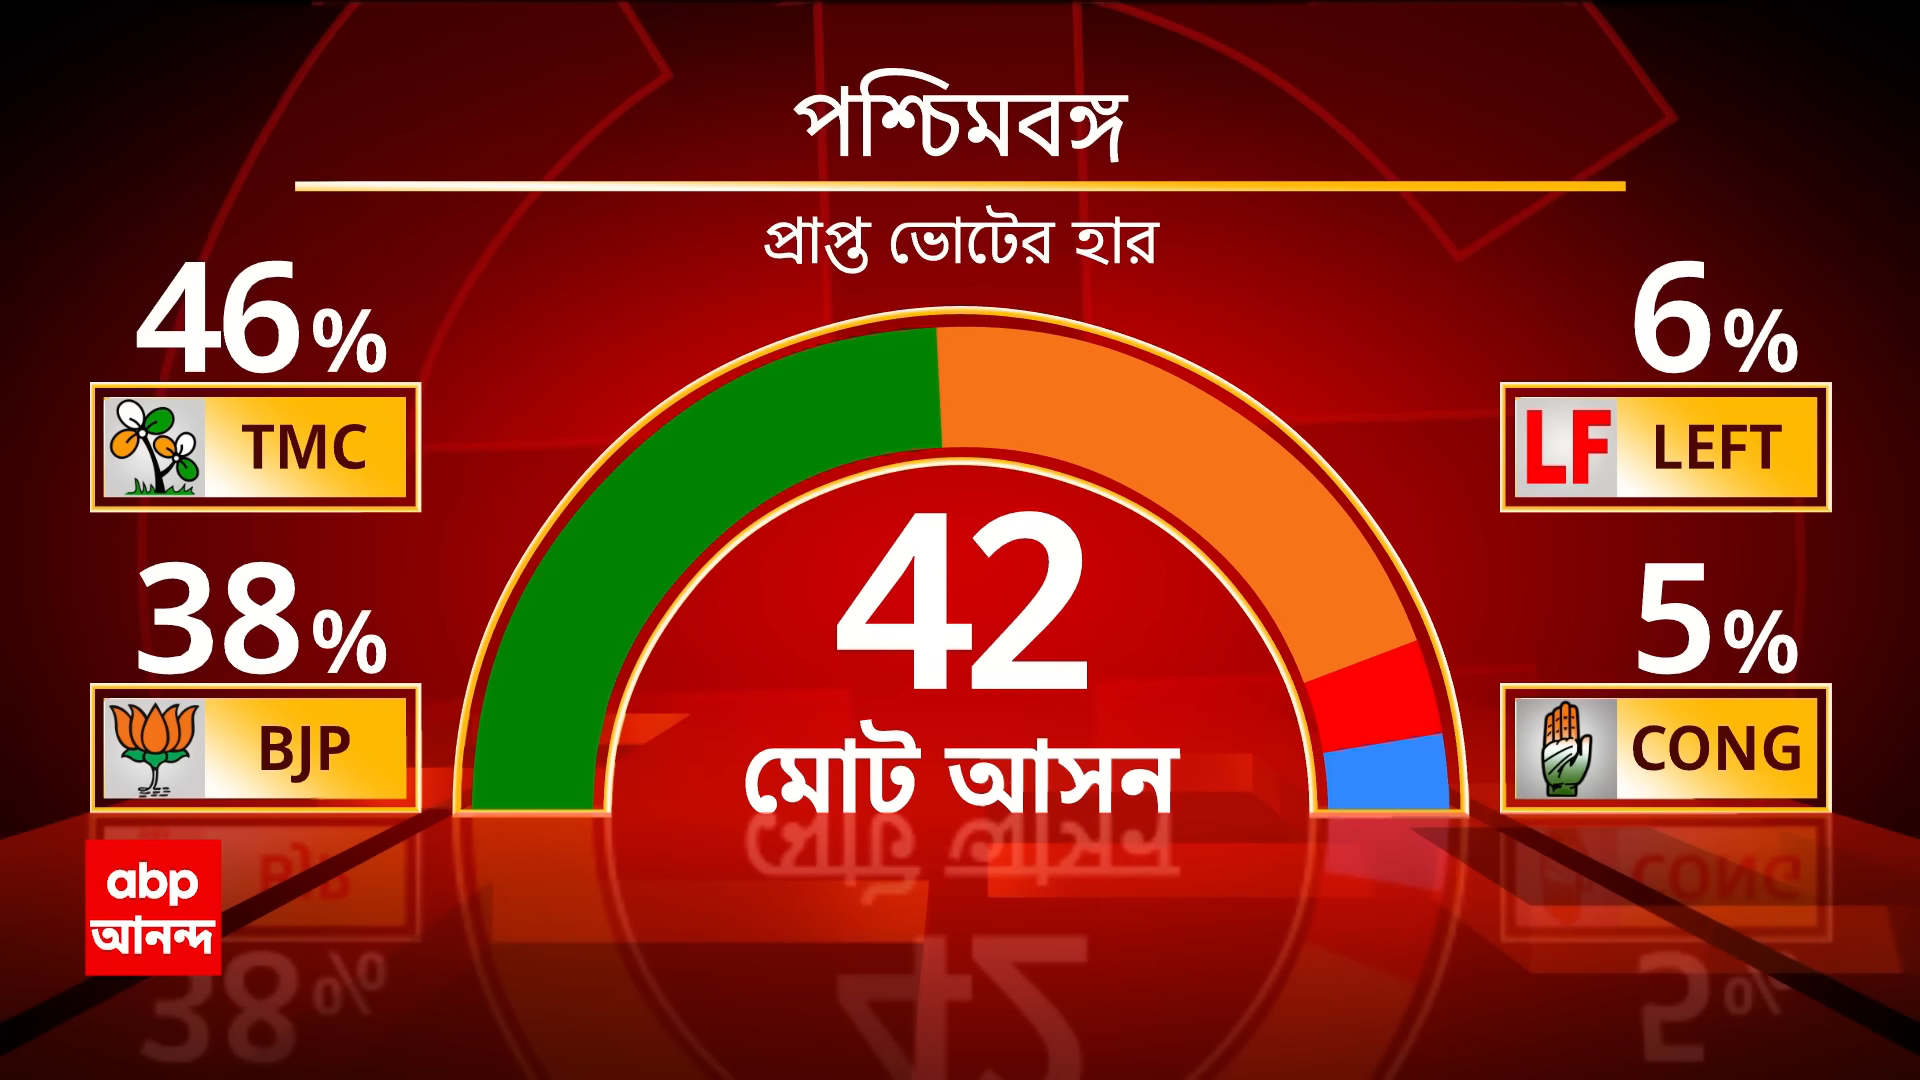 পশ্চিমবঙ্গ
প্রাপ্ত ভোটের হার
46%
TMC
38%
BJP
42
মোট আসন
6%
LF LEFT
5%
CONG
abp
আনন্দ